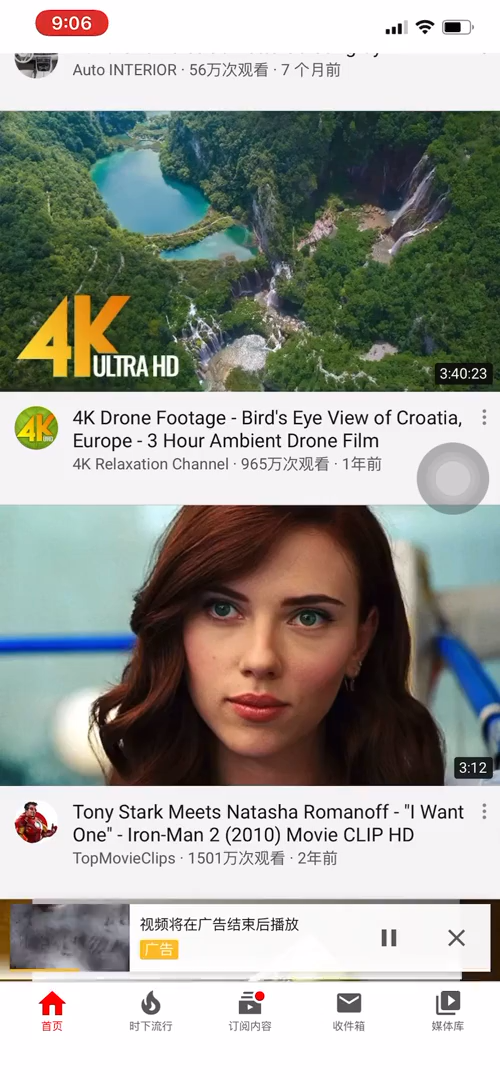 9:06
Auto INTERIOR · 56万次观看 · 7 个月前
4K
ULTRA HD
3:40:23
4K
4K Drone Footage - Bird's Eye View of Croatia,
Europe - 3 Hour Ambient Drone Film
4K Relaxation Channel · 965万次观看 · 1年前
3:12
Tony Stark Meets Natasha Romanoff - "I Want
One" - Iron-Man 2 (2010) Movie CLIP HD
TopMovieClips · 1501万次观看 · 2年前
视频将在广告结束后播放
广告
首页
时下流行
订阅内容
收件箱
媒体库